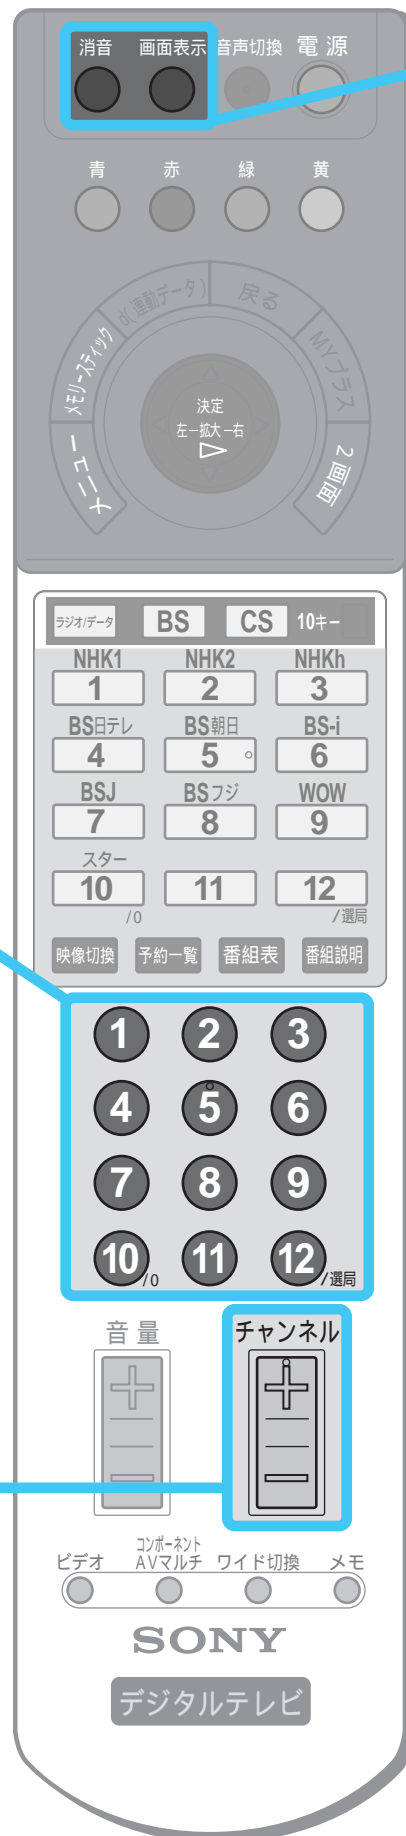 消音 画面表示 音声切換 電源
青 赤 緑 黄
d(連動データ) 戻る
メモリースティック MYプラス
決定
左－拡大－右
メニュー 2画面
ラジオ/データ BS CS 10キー
NHK1 NHK2 NHKh
1 2 3
BS日テレ BS朝日 BS-i
4 5 6
BSJ BSフジ WOW
7 8 9
スター
10 11 12
/0 /選局
映像切換 予約一覧 番組表 番組説明
1 2 3
4 5 6
7 8 9
10 11 12
/0 /選局
音量 チャンネル
コンポーネント
ビデオ AVマルチ ワイド切換 メモ
SONY
デジタルテレビ